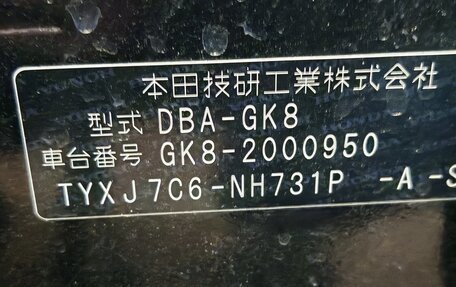 本田技研工業株式会社
型式 DBA-GK8
車台番号 GK8-2000950
TYXJ7C6-NH731P -A -S